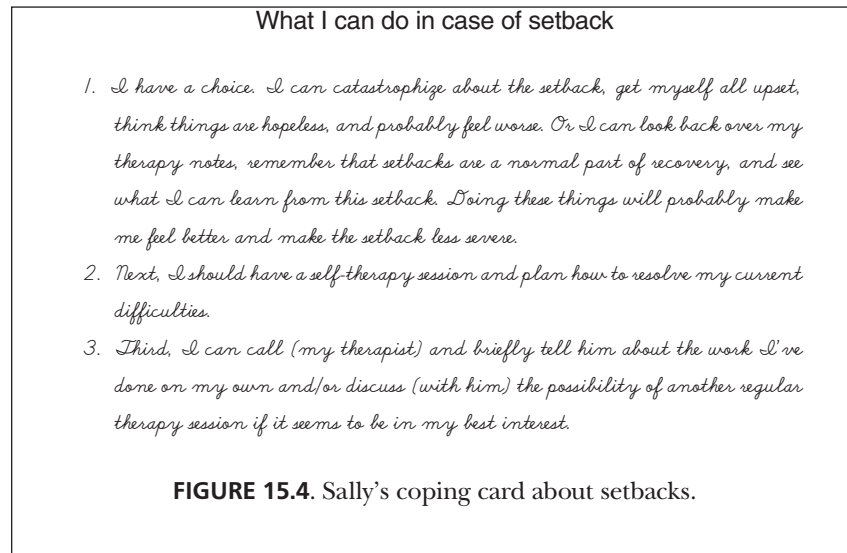 What I can do in case of setback
1. I have a choice. I can catastrophize about the setback, get myself all upset,
think things are hopeless, and probably feel worse. Or I can look back over my
therapy notes, remember that setbacks are a normal part of recovery, and see
what I can learn from this setback. Doing these things will probably make
me feel better and make the setback less severe.
2. Next, I should have a self-therapy session and plan how to resolve my current
difficulties.
3. Third, I can call (my therapist) and briefly tell him about the work I've
done on my own and/or discuss (with him) the possibility of another regular
therapy session if it seems to be in my best interest.
FIGURE 15.4. Sally's coping card about setbacks.